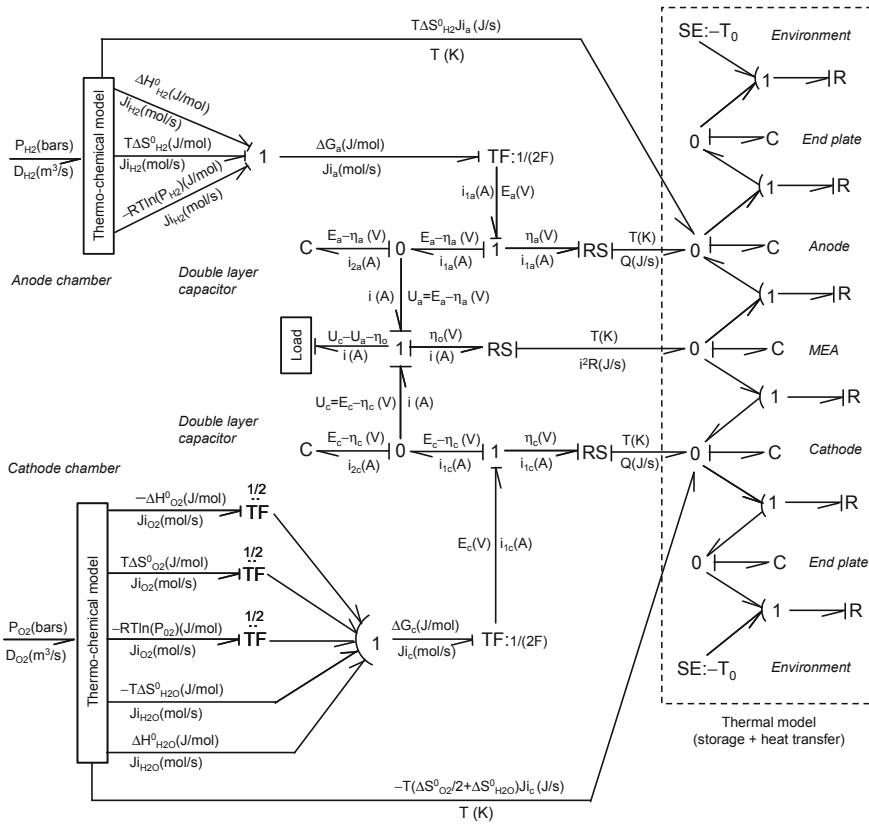 TΔS⁰H2Jiₐ(J/s)
T (K)
SE:–T₀
Environment
1
R
Thermo-chemical model
ΔH⁰H2(J/mol)
JiH2(mol/s)
PH2(bars)
DH2(m³/s)
TΔS⁰H2(J/mol)
JiH2(mol/s)
–RTln(PH2)(J/mol)
JiH2(mol/s)
1
ΔGₐ(J/mol)
Jiₐ(mol/s)
TF:1/(2F)
0
C
End plate
i1a(A)
Eₐ(V)
1
R
Anode chamber
Double layer
capacitor
C
Eₐ–ηₐ (V)
i2a(A)
0
Eₐ–ηₐ (V)
i1a(A)
1
ηₐ(V)
i1a(A)
RS
T(K)
Q(J/s)
0
C
Anode
i (A)
Uₐ=Eₐ–ηₐ (V)
1
R
Load
Uc–Uₐ–ηₒ
i (A)
1
ηₒ(V)
i (A)
RS
T(K)
i²R(J/s)
0
C
MEA
Uc=Ec–ηc (V)
i (A)
1
R
Double layer
capacitor
C
Ec–ηc (V)
i2c(A)
0
Ec–ηc (V)
i1c(A)
1
ηc(V)
i1c(A)
RS
T(K)
Q(J/s)
0
C
Cathode
Cathode chamber
Thermo-chemical model
–ΔH⁰O2(J/mol)
JiO2(mol/s)
1/2
TF
1
R
Ec(V)
i1c(A)
TΔS⁰O2(J/mol)
JiO2(mol/s)
1/2
TF
0
C
End plate
PO2(bars)
DO2(m³/s)
–RTln(PO2)(J/mol)
JiO2(mol/s)
1/2
TF
1
ΔGc(J/mol)
Jic(mol/s)
TF:1/(2F)
1
R
–TΔS⁰H2O(J/mol)
JiH2O(mol/s)
SE:–T₀
Environment
ΔH⁰H2O(J/mol)
JiH2O(mol/s)
Thermal model
(storage + heat transfer)
–T(ΔS⁰O2/2+ΔS⁰H2O)Jic(J/s)
T (K)